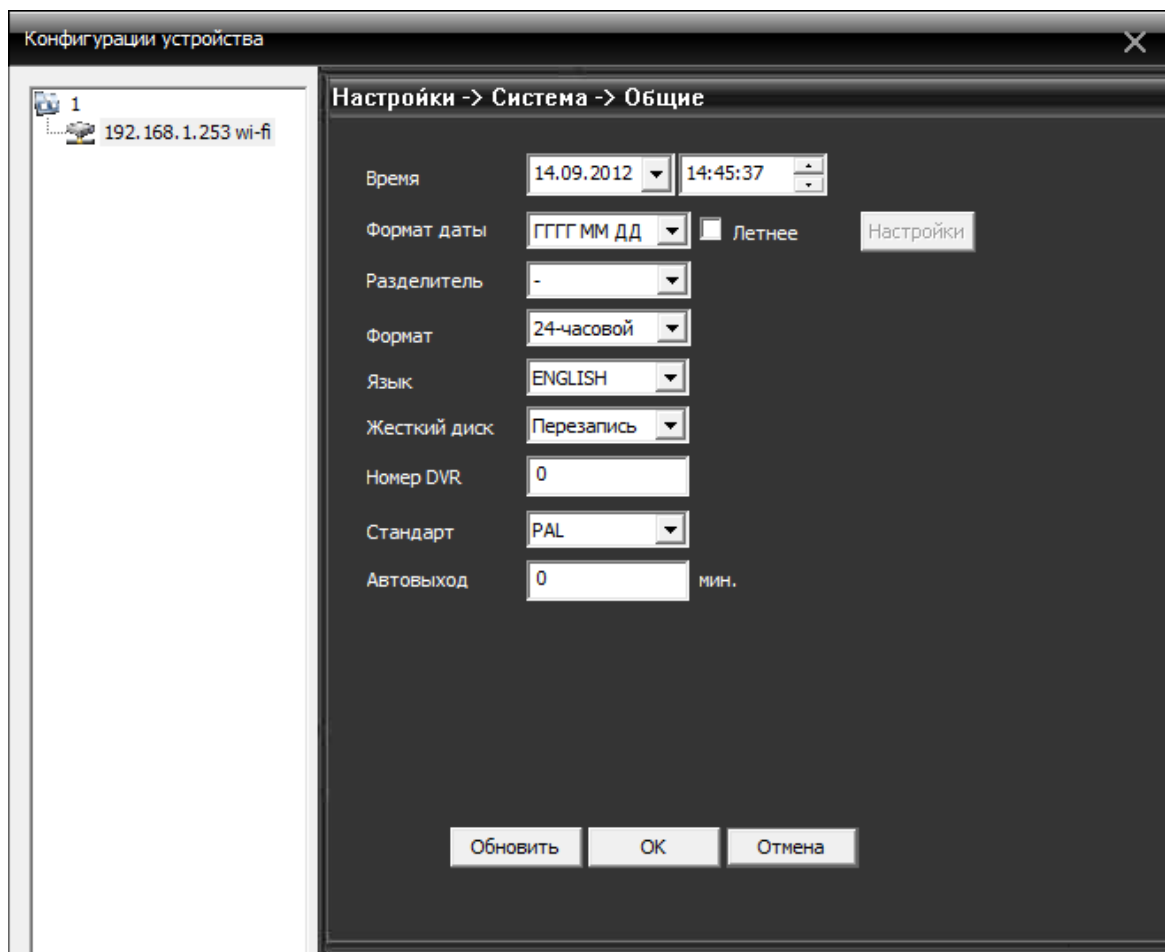 Конфигурации устройства
1
192.168.1.253 wi-fi
Настройки -> Система -> Общие
Время 14.09.2012 14:45:37
Формат даты ГГГГ ММ ДД Летнее Настройки
Разделитель -
Формат 24-часовой
Язык ENGLISH
Жесткий диск Перезапись
Номер DVR 0
Стандарт PAL
Автовыход 0 мин.
Обновить OK Отмена